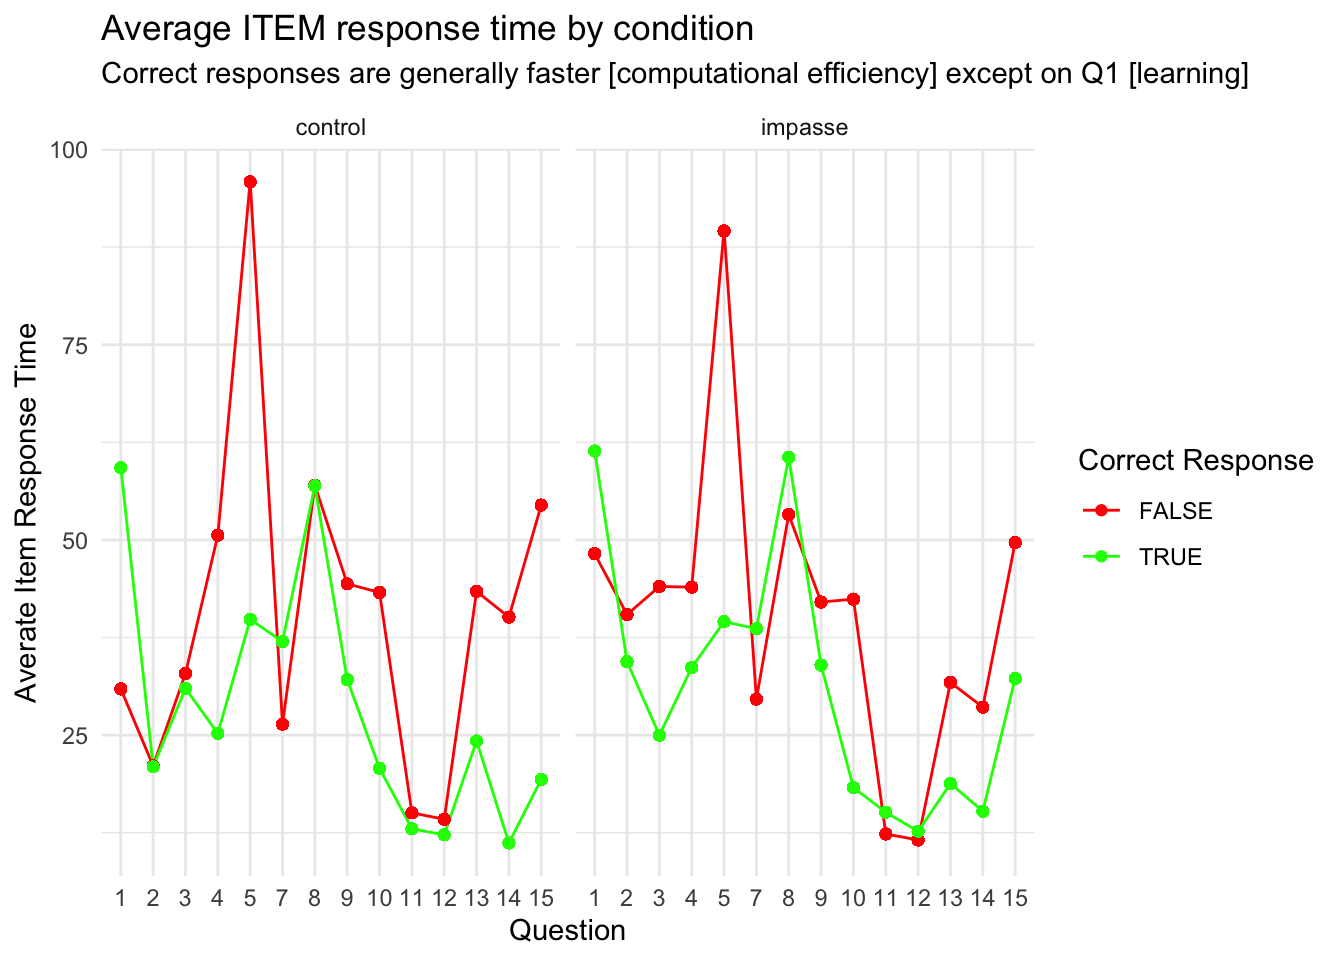 Average ITEM response time by condition
Correct responses are generally faster [computational efficiency] except on Q1 [learning]
control
impasse
100
75
50
25
Averate Item Response Time
1 2 3 4 5 7 8 9 10 11 12 13 14 15
1 2 3 4 5 7 8 9 10 11 12 13 14 15
Question
Correct Response
FALSE
TRUE